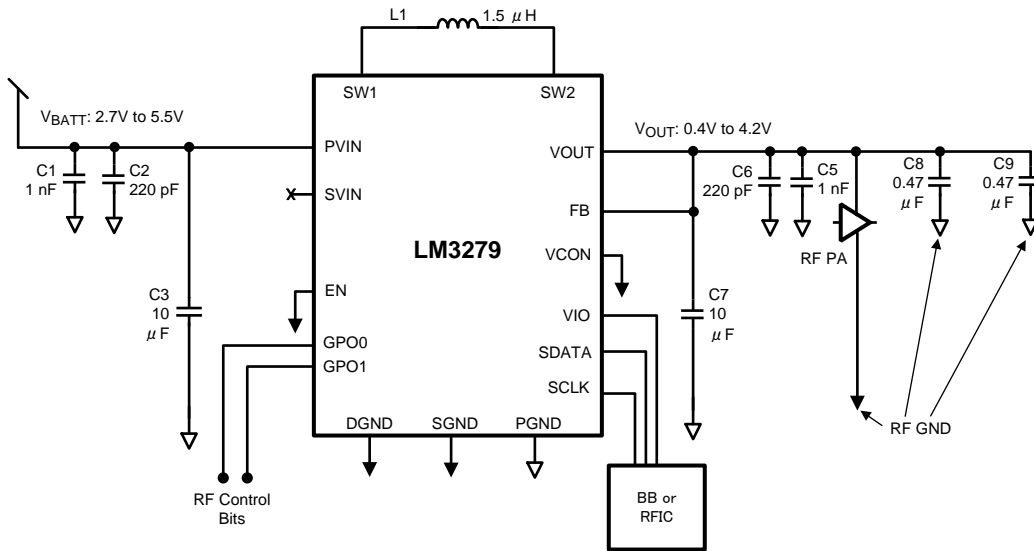 L1 1.5 μH
SW1 SW2
VBATT: 2.7V to 5.5V
VOUT: 0.4V to 4.2V
PVIN
VOUT
C1
1 nF
C2
220 pF
C6
220 pF
C5
1 nF
C8
0.47
μF
C9
0.47
μF
X
SVIN
FB
LM3279
VCON
RF PA
EN
C3
10
μF
C7
10
μF
GPO0
GPO1
VIO
SDATA
SCLK
DGND SGND PGND
RF GND
RF Control
Bits
BB or
RFIC